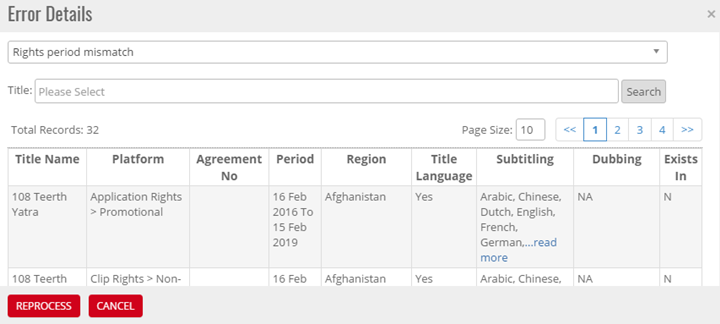 Error Details ×
Rights period mismatch
Title: Please Select Search
Total Records: 32 Page Size: 10 << 1 2 3 4 >>
Title Name Platform Agreement No Period Region Title Language Subtitling Dubbing Exists In
108 Teerth Yatra Application Rights > Promotional 16 Feb 2016 To 15 Feb 2019 Afghanistan Yes Arabic, Chinese, Dutch, English, French, German,...read more NA N
108 Teerth Clip Rights > Non- 16 Feb Afghanistan Yes Arabic, Chinese, NA N
REPROCESS CANCEL